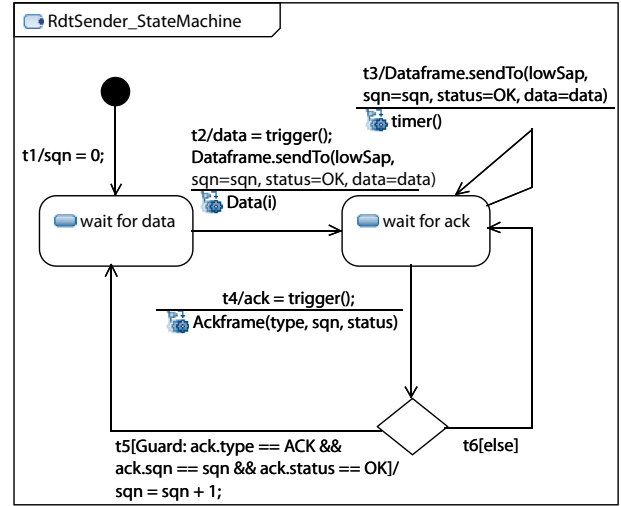 RdtSender_StateMachine
t3/Dataframe.sendTo(lowSap,
sqn=sqn, status=OK, data=data)
timer()
t2/data = trigger();
Dataframe.sendTo(lowSap,
sqn=sqn, status=OK, data=data)
Data(i)
t1/sqn = 0;
wait for data
wait for ack
t4/ack = trigger();
Ackframe(type, sqn, status)
t5[Guard: ack.type == ACK &&
ack.sqn == sqn && ack.status == OK]/
sqn = sqn + 1;
t6[else]